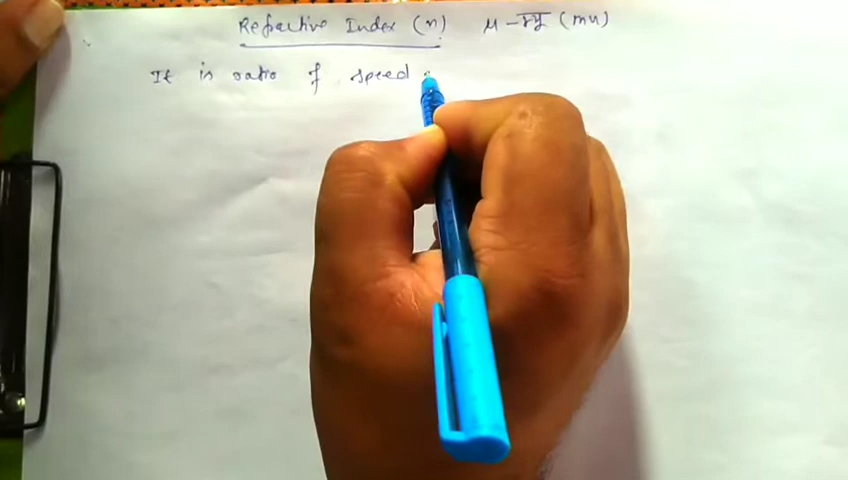 Refractive Index (n) μ - म्यु (mu)
It is ratio of speed